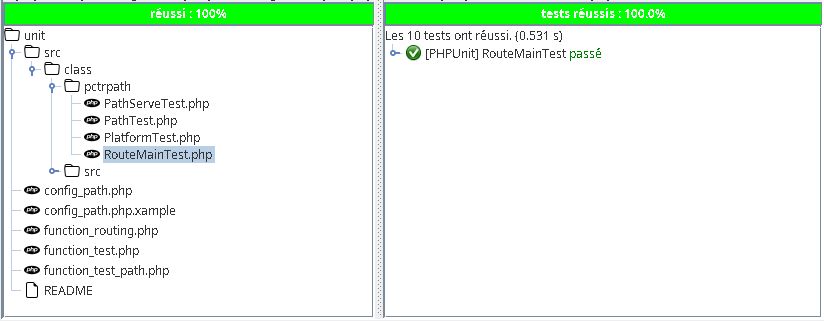 réussi : 100%
unit
src
class
pctrpath
php PathServeTest.php
php PathTest.php
php PlatformTest.php
php RouteMainTest.php
src
php config_path.php
php config_path.php.xample
php function_routing.php
php function_test.php
php function_test_path.php
README
tests réussis : 100.0%
Les 10 tests ont réussi. (0.531 s)
[PHPUnit] RouteMainTest passé